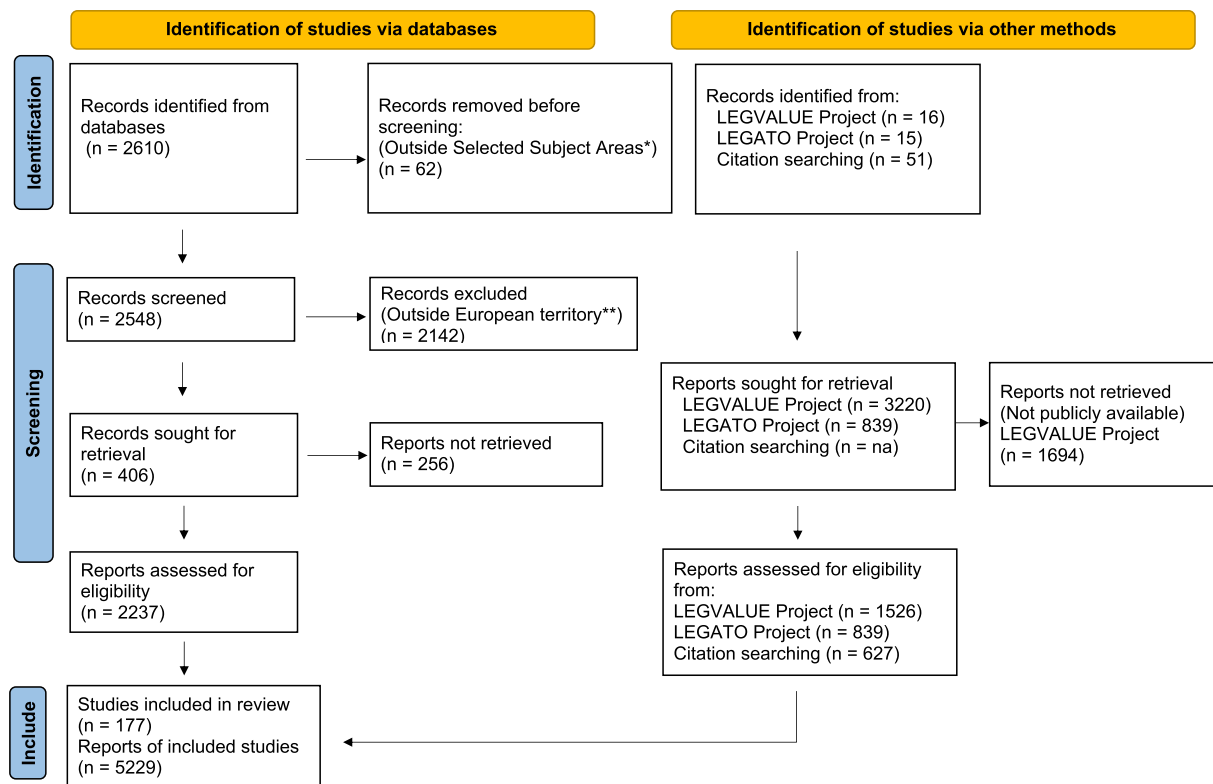 Identification of studies via databases
Identification of studies via other methods
Identification
Records identified from
databases
(n = 2610)
Records removed before
screening:
(Outside Selected Subject Areas*)
(n = 62)
Records identified from:
LEGVALUE Project (n = 16)
LEGATO Project (n = 15)
Citation searching (n = 51)
Screening
Records screened
(n = 2548)
Records excluded
(Outside European territory**)
(n = 2142)
Records sought for
retrieval
(n = 406)
Reports not retrieved
(n = 256)
Reports sought for retrieval
LEGVALUE Project (n = 3220)
LEGATO Project (n = 839)
Citation searching (n = na)
Reports not retrieved
(Not publicly available)
LEGVALUE Project
(n = 1694)
Reports assessed for
eligibility
(n = 2237)
Reports assessed for eligibility
from:
LEGVALUE Project (n = 1526)
LEGATO Project (n = 839)
Citation searching (n = 627)
Include
Studies included in review
(n = 177)
Reports of included studies
(n = 5229)